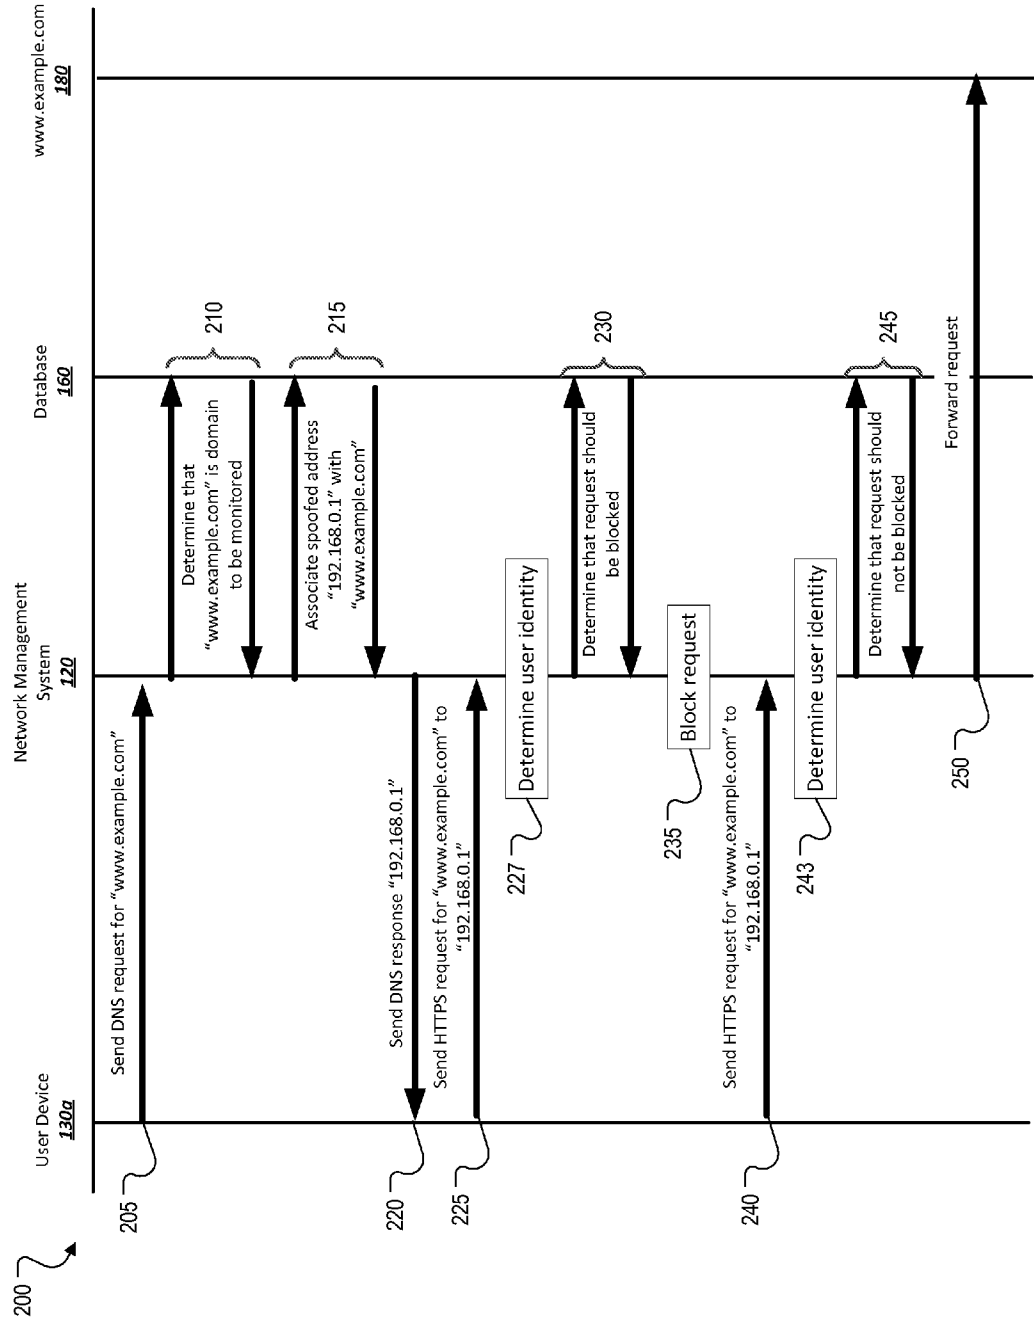 200
User Device
130a
Network Management
System
120
Database
160
www.example.com
180
205
Send DNS request for “www.example.com”
Determine that
“www.example.com” is domain
to be monitored
210
Associate spoofed address
“192.168.0.1” with
“www.example.com”
215
220
Send DNS response “192.168.0.1”
225
Send HTTPS request for “www.example.com” to
“192.168.0.1”
227
Determine user identity
Determine that request should
be blocked
230
235
Block request
240
Send HTTPS request for “www.example.com” to
“192.168.0.1”
243
Determine user identity
Determine that request should
not be blocked
245
250
Forward request